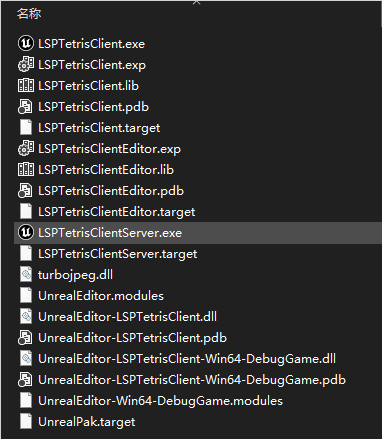 名称
LSPTetrisClient.exe
LSPTetrisClient.exp
LSPTetrisClient.lib
LSPTetrisClient.pdb
LSPTetrisClient.target
LSPTetrisClientEditor.exp
LSPTetrisClientEditor.lib
LSPTetrisClientEditor.pdb
LSPTetrisClientEditor.target
LSPTetrisClientServer.exe
LSPTetrisClientServer.target
turbojpeg.dll
UnrealEditor.modules
UnrealEditor-LSPTetrisClient.dll
UnrealEditor-LSPTetrisClient.pdb
UnrealEditor-LSPTetrisClient-Win64-DebugGame.dll
UnrealEditor-LSPTetrisClient-Win64-DebugGame.pdb
UnrealEditor-Win64-DebugGame.modules
UnrealPak.target